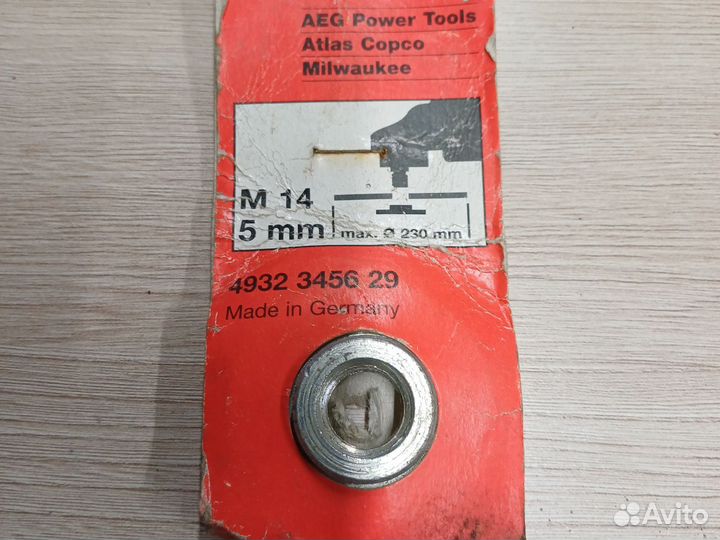 AEG Power Tools
Atlas Copco
Milwaukee
M 14
5 mm
max. Ø 230 mm
4932 3456 29
Made in Germany
Avito